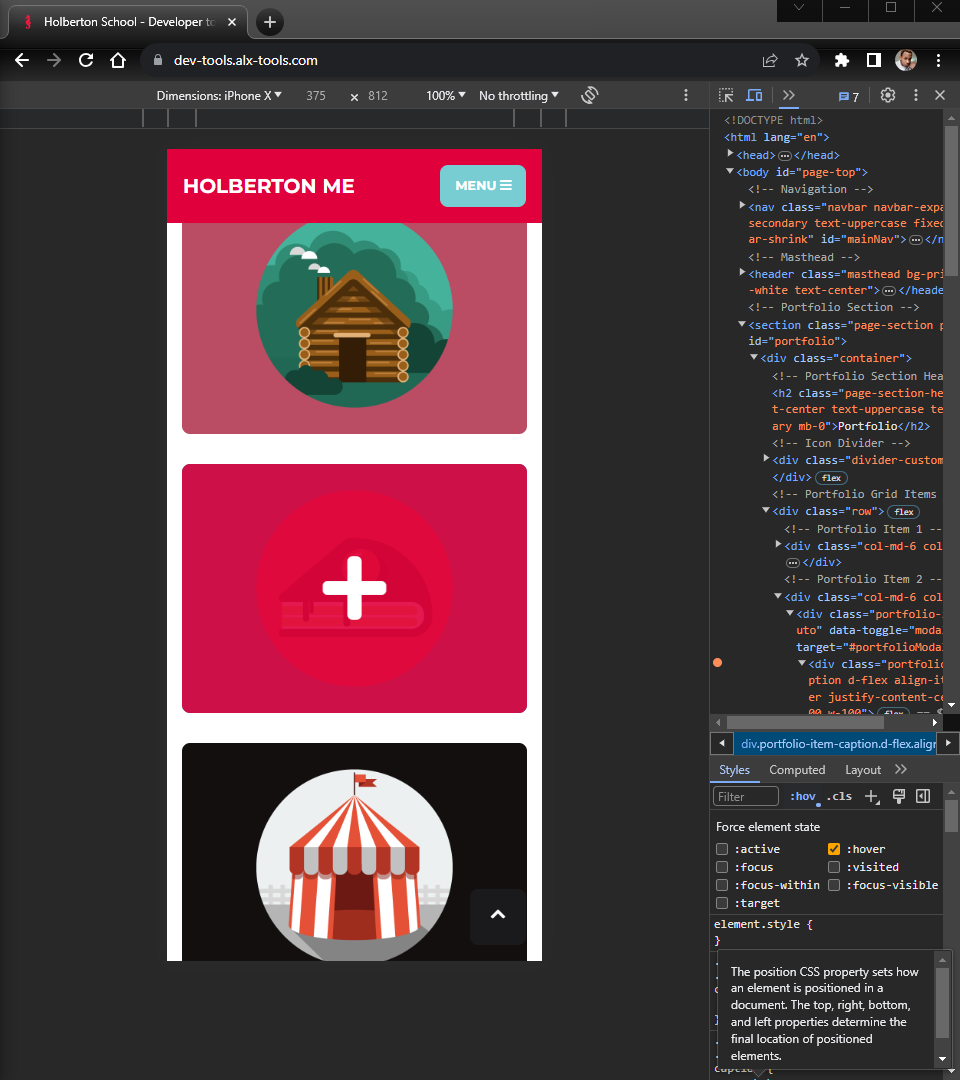 Holberton School - Developer to
dev-tools.alx-tools.com
Dimensions: iPhone X 375 x 812 100% No throttling
7
HOLBERTON ME
MENU
<!DOCTYPE html>
<html lang="en">
<head> </head>
<body id="page-top">
<!-- Navigation -->
<nav class="navbar navbar-expa
secondary text-uppercase fixed
ar-shrink" id="mainNav">
<!-- Masthead -->
<header class="masthead bg-pri
-white text-center"> </heade
<!-- Portfolio Section -->
<section class="page-section p
id="portfolio">
<div class="container">
<!-- Portfolio Section Hea
<h2 class="page-section-he
t-center text-uppercase te
ary mb-0">Portfolio</h2>
<!-- Icon Divider -->
<div class="divider-custom
</div> flex
<!-- Portfolio Grid Items
<div class="row"> flex
<!-- Portfolio Item 1 --
<div class="col-md-6 col
</div>
<!-- Portfolio Item 2 --
<div class="col-md-6 col
<div class="portfolio-
uto" data-toggle="moda
target="#portfolioModa
<div class="portfolio
ption d-flex align-it
er justify-content-ce
00 w-100"> flex == $
div.portfolio-item-caption.d-flex.align
Styles Computed Layout
Filter :hov .cls
Force element state
:active :hover
:focus :visited
:focus-within :focus-visible
:target
element.style {
}
The position CSS property sets how
an element is positioned in a
document. The top, right, bottom,
and left properties determine the
final location of positioned
elements.